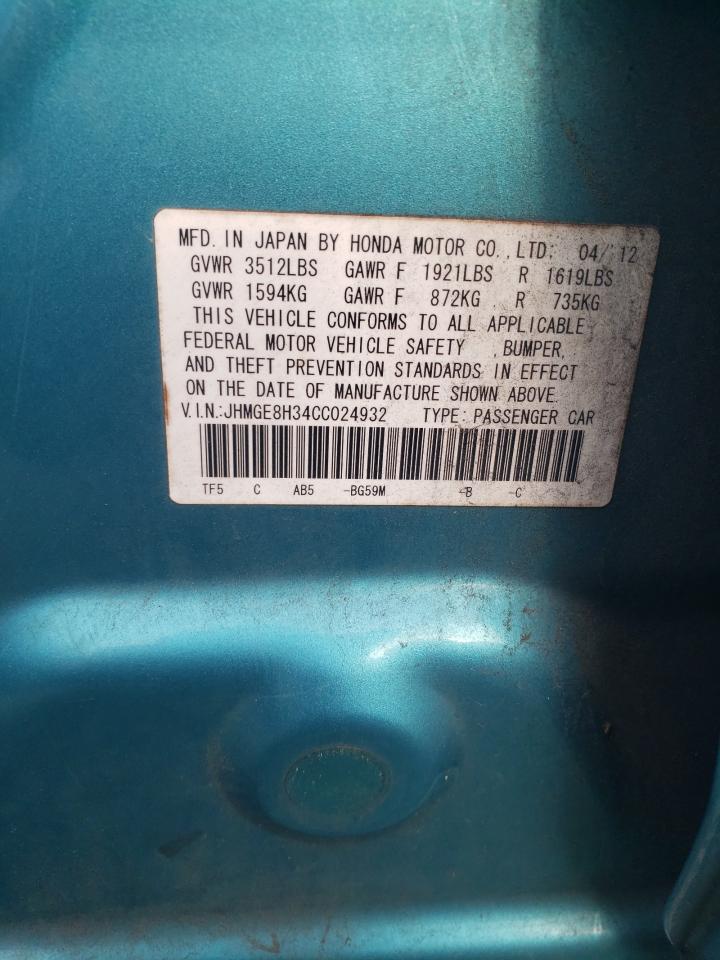 MFD. IN JAPAN BY HONDA MOTOR CO., LTD. 04/'12
GVWR 3512LBS GAWR F 1921LBS R 1619LBS
GVWR 1594KG GAWR F 872KG . R 735KG
THIS VEHICLE CONFORMS TO ALL APPLICABLE
FEDERAL MOTOR VEHICLE SAFETY , BUMPER,
AND THEFT PREVENTION STANDARDS IN EFFECT
ON THE DATE OF MANUFACTURE SHOWN ABOVE.
V.I.N.:JHMGE8H34CC024932 TYPE: PASSENGER CAR
TF5 C AB5 -BG59M -B -C